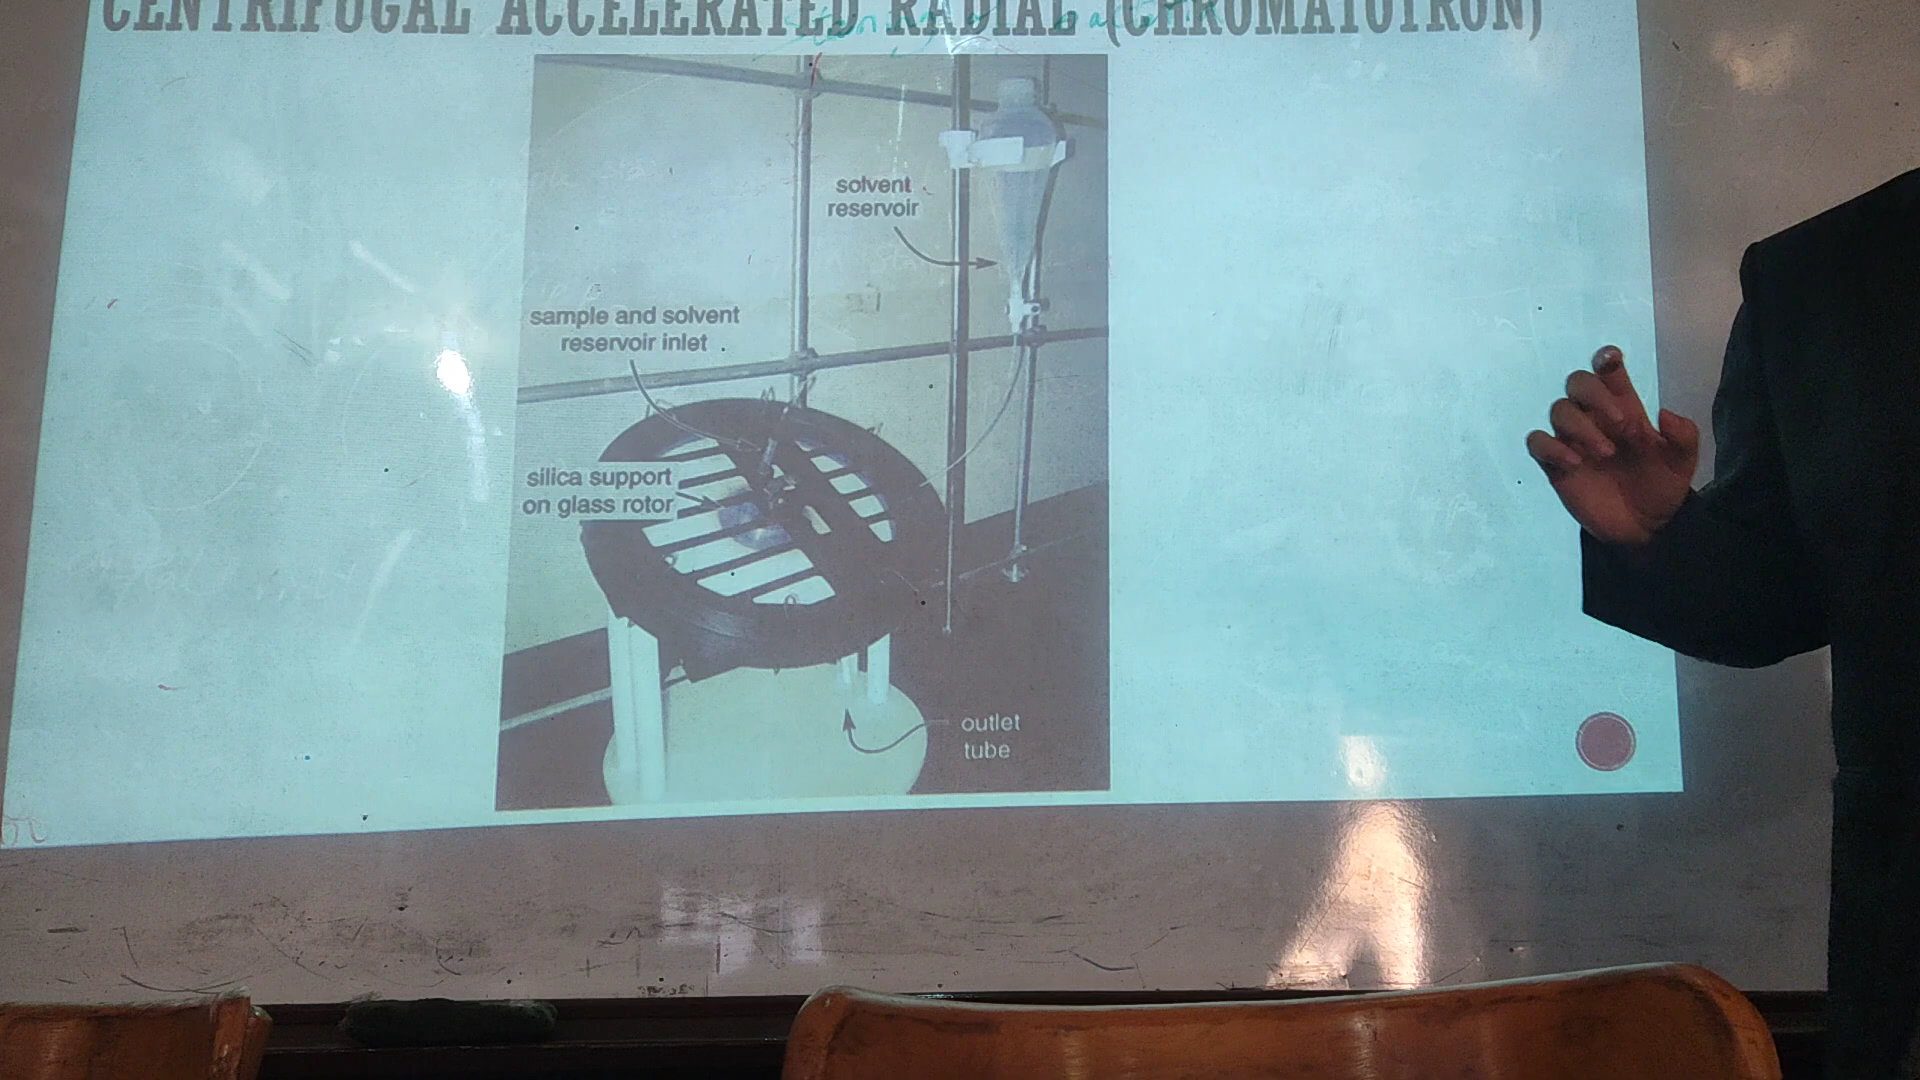 CENTRIFUGAL ACCELERATED RADIAL (CHROMATOTRON)
solvent
reservoir
sample and solvent
reservoir inlet
silica support
on glass rotor
outlet
tube